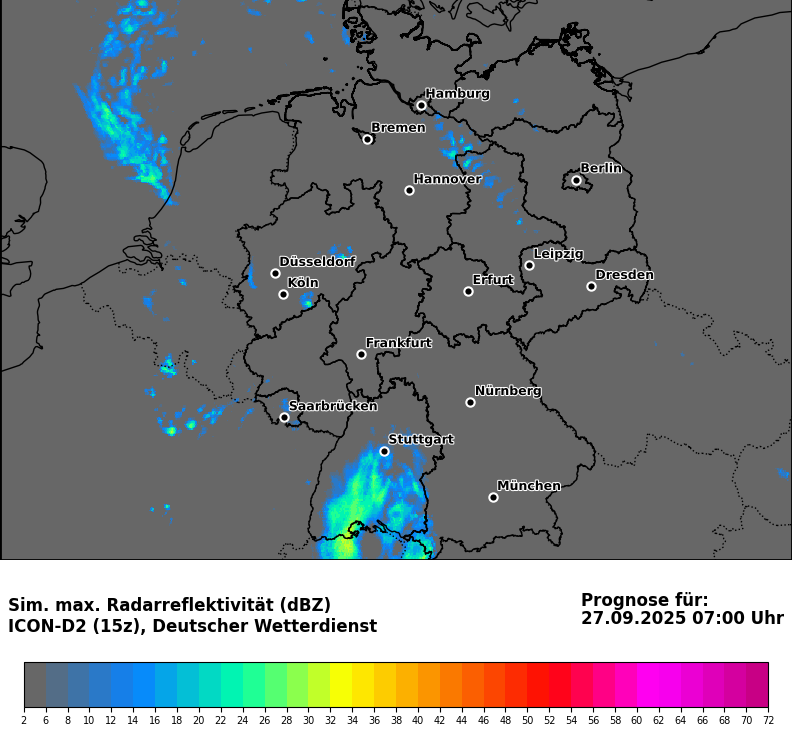 Hamburg
Bremen
Berlin
Hannover
Leipzig
Düsseldorf
Dresden
Köln
Erfurt
Frankfurt
Nürnberg
Saarbrücken
Stuttgart
München
Sim. max. Radarreflektivität (dBZ)
ICON-D2 (15z), Deutscher Wetterdienst
Prognose für:
27.09.2025 07:00 Uhr
2 6 8 10 12 14 16 18 20 22 24 26 28 30 32 34 36 38 40 42 44 46 48 50 52 54 56 58 60 62 64 66 68 70 72